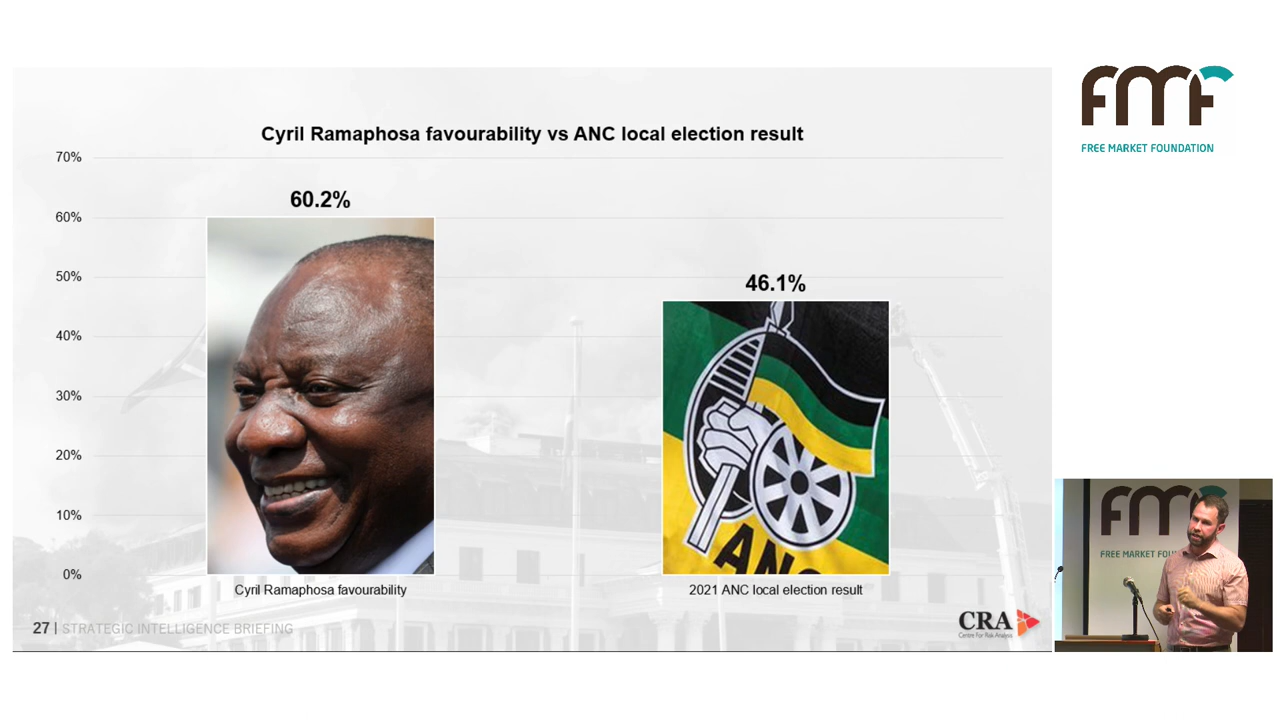 Cyril Ramaphosa favourability vs ANC local election result
70%
60%
50%
40%
30%
20%
10%
0%
60.2%
46.1%
ANC
Cyril Ramaphosa favourability
2021 ANC local election result
27 | STRATEGIC INTELLIGENCE BRIEFING
CRA
Centre For Risk Analysis
FMF
FREE MARKET FOUNDATION
FMF
FREE MARKET FOU